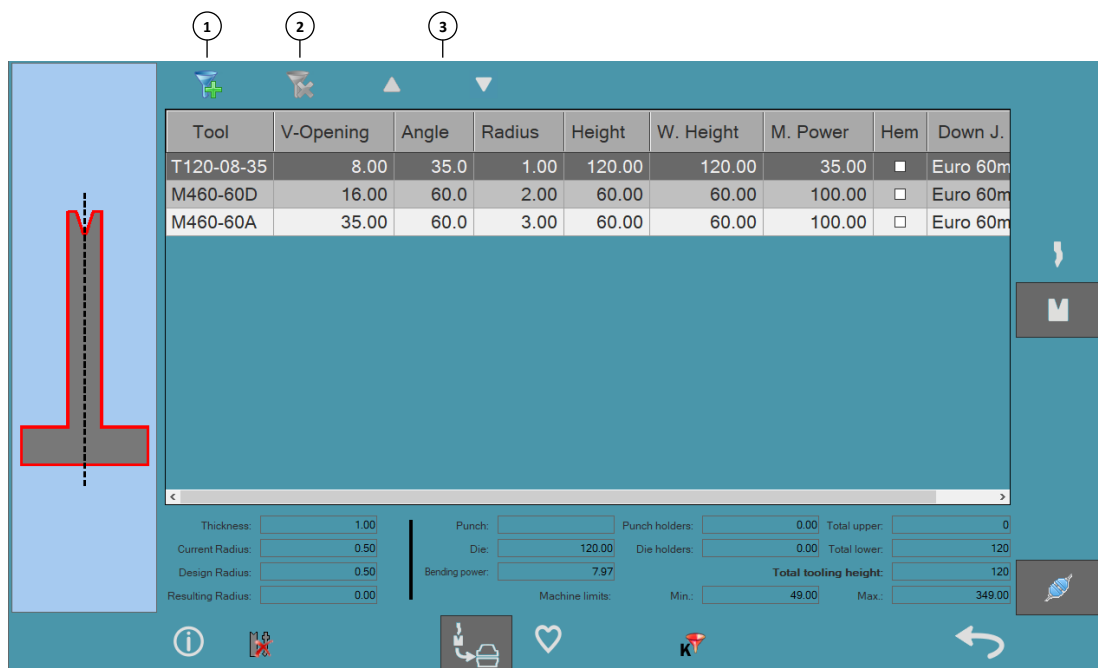 1 2 3
Tool V-Opening Angle Radius Height W. Height M. Power Hem Down J.
T120-08-35 8.00 35.0 1.00 120.00 120.00 35.00 Euro 60m
M460-60D 16.00 60.0 2.00 60.00 60.00 100.00 Euro 60m
M460-60A 35.00 60.0 3.00 60.00 60.00 100.00 Euro 60m
Thickness: 1.00 Punch: Punch holders: 0.00 Total upper: 0
Current Radius: 0.50 Die: 120.00 Die holders: 0.00 Total lower: 120
Design Radius: 0.50 Bending power: 7.97 Total tooling height: 120
Resulting Radius: 0.00 Machine limits: Min.: 49.00 Max.: 349.00
K